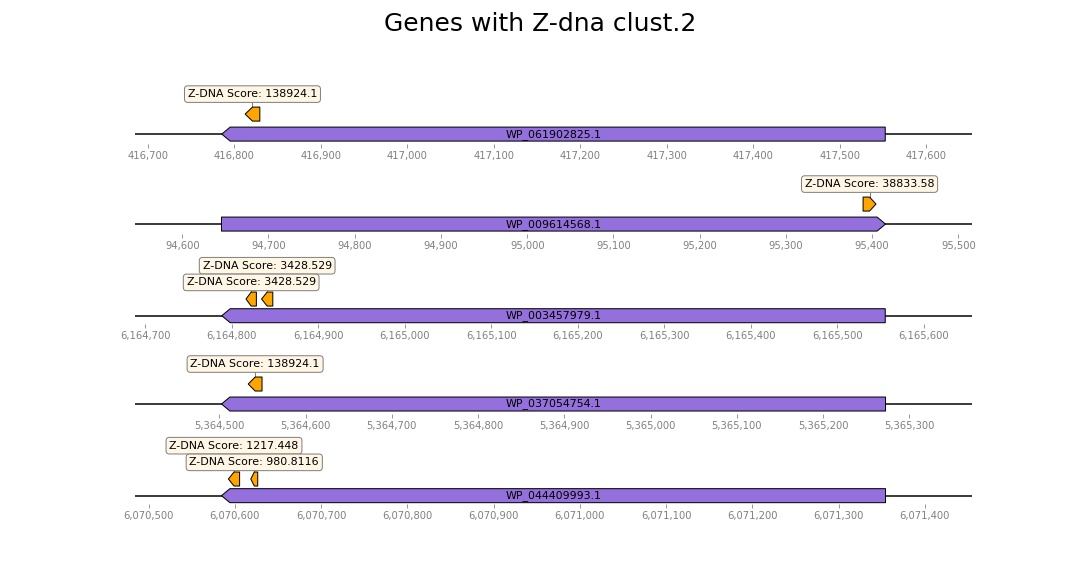 Genes with Z-dna clust.2
Z-DNA Score: 138924.1
WP_061902825.1
416,700 416,800 416,900 417,000 417,100 417,200 417,300 417,400 417,500 417,600
Z-DNA Score: 38833.58
WP_009614568.1
94,600 94,700 94,800 94,900 95,000 95,100 95,200 95,300 95,400 95,500
Z-DNA Score: 3428.529
Z-DNA Score: 3428.529
WP_003457979.1
6,164,700 6,164,800 6,164,900 6,165,000 6,165,100 6,165,200 6,165,300 6,165,400 6,165,500 6,165,600
Z-DNA Score: 138924.1
WP_037054754.1
5,364,500 5,364,600 5,364,700 5,364,800 5,364,900 5,365,000 5,365,100 5,365,200 5,365,300
Z-DNA Score: 1217.448
Z-DNA Score: 980.8116
WP_044409993.1
6,070,500 6,070,600 6,070,700 6,070,800 6,070,900 6,071,000 6,071,100 6,071,200 6,071,300 6,071,400